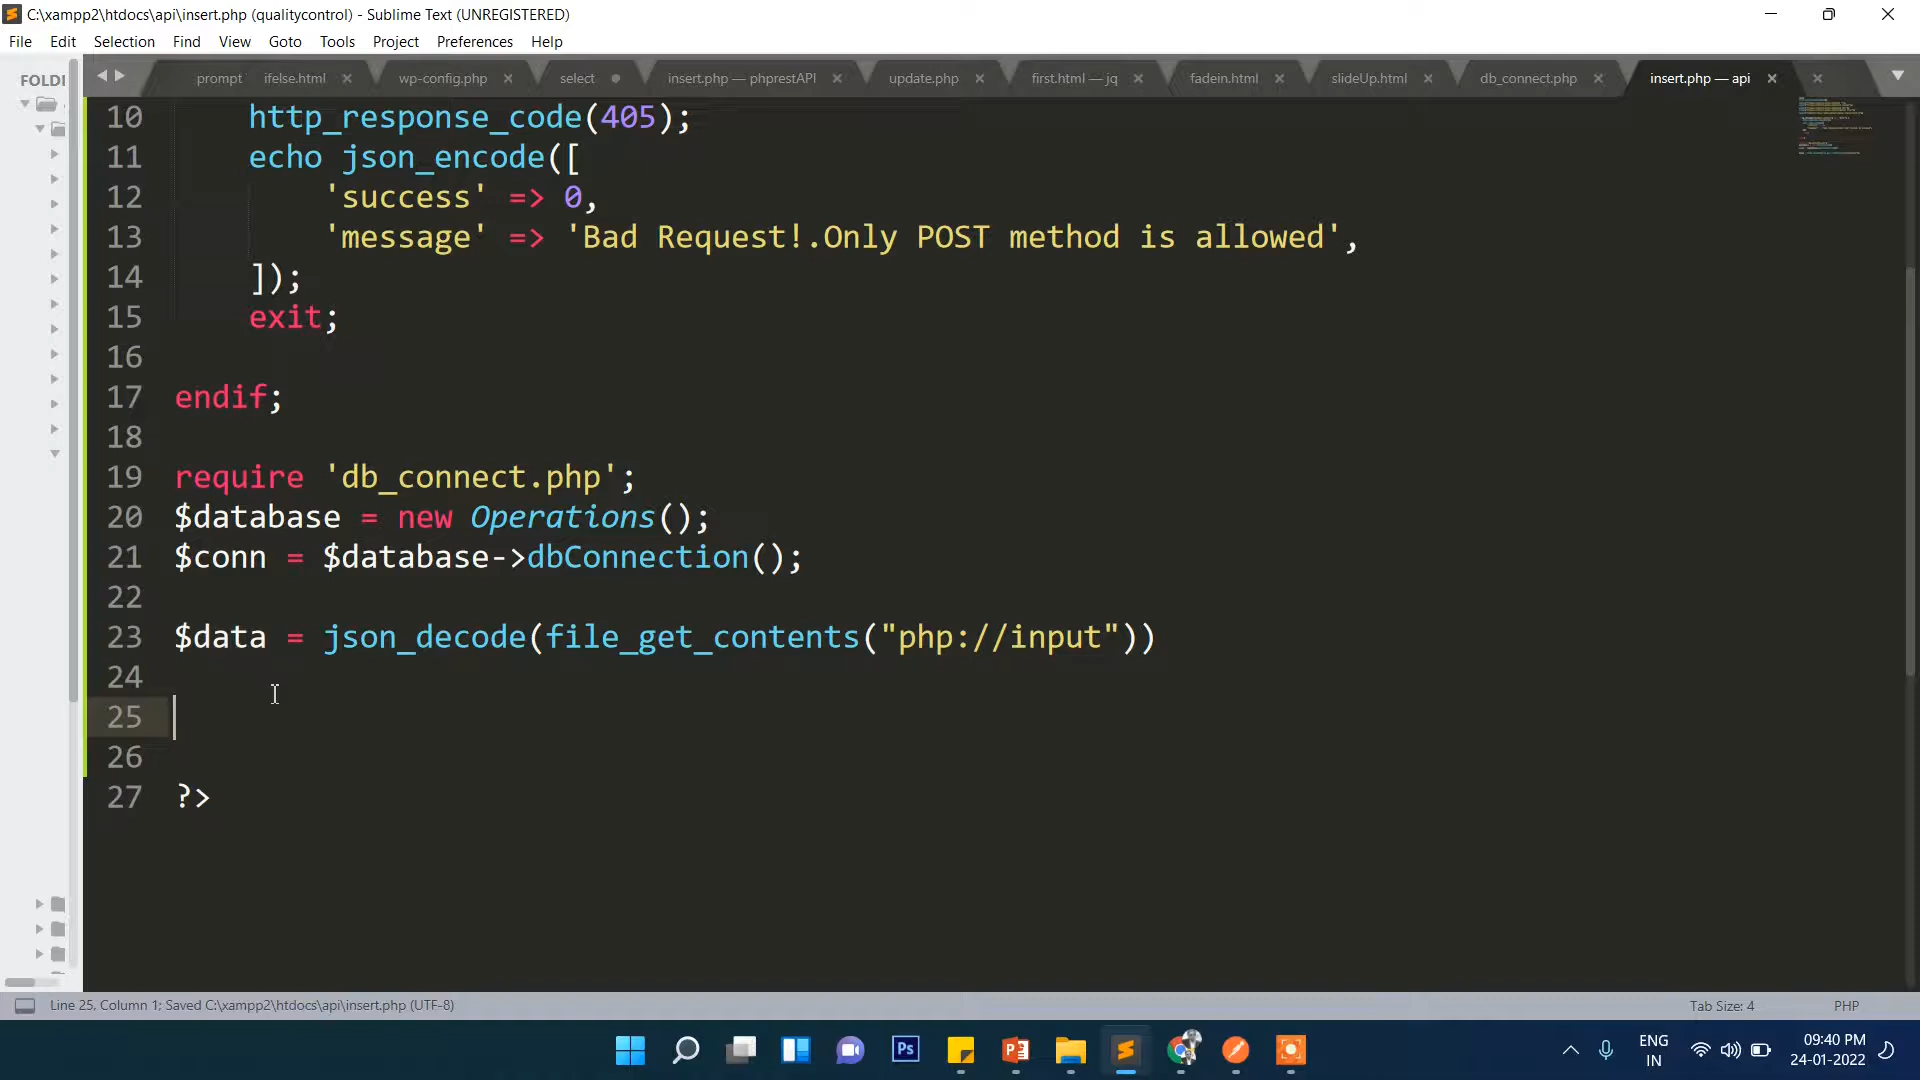 C:\xampp2\htdocs\api\insert.php (qualitycontrol) - Sublime Text (UNREGISTERED)
File Edit Selection Find View Goto Tools Project Preferences Help
FOLDI
prompt ifelse.html wp-config.php select insert.php — phprestAPI update.php first.html — jq fadein.html slideUp.html db_connect.php insert.php — api
10 http_response_code(405);
11 echo json_encode([
12 'success' => 0,
13 'message' => 'Bad Request!.Only POST method is allowed',
14 ]);
15 exit;
16
17 endif;
18
19 require 'db_connect.php';
20 $database = new Operations();
21 $conn = $database->dbConnection();
22
23 $data = json_decode(file_get_contents("php://input"))
24
25
26
27 ?>
Line 25, Column 1; Saved C:\xampp2\htdocs\api\insert.php (UTF-8)
Tab Size: 4 PHP
Ps
ENG
IN
09:40 PM
24-01-2022